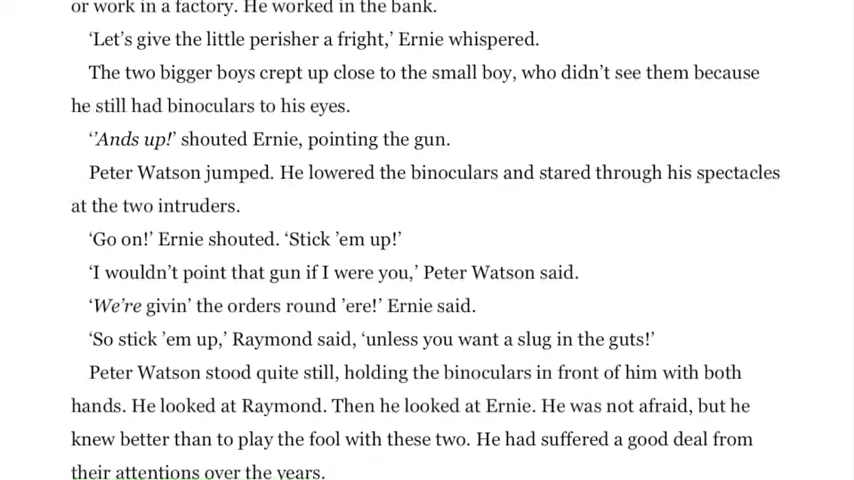 or work in a factory. He worked in the bank.
‘Let’s give the little perisher a fright,’ Ernie whispered.
The two bigger boys crept up close to the small boy, who didn’t see them because
he still had binoculars to his eyes.
‘’Ands up!’ shouted Ernie, pointing the gun.
Peter Watson jumped. He lowered the binoculars and stared through his spectacles
at the two intruders.
‘Go on!’ Ernie shouted. ‘Stick ’em up!’
‘I wouldn’t point that gun if I were you,’ Peter Watson said.
‘We’re givin’ the orders round ’ere!’ Ernie said.
‘So stick ’em up,’ Raymond said, ‘unless you want a slug in the guts!’
Peter Watson stood quite still, holding the binoculars in front of him with both
hands. He looked at Raymond. Then he looked at Ernie. He was not afraid, but he
knew better than to play the fool with these two. He had suffered a good deal from
their attentions over the years.